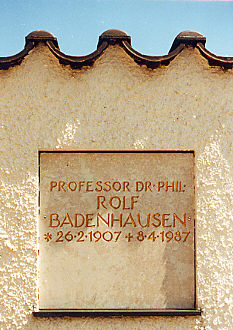 PROFESSOR DR·PHIL·
ROLF
BADENHAUSEN
*26·2·1907 +8·4·1987